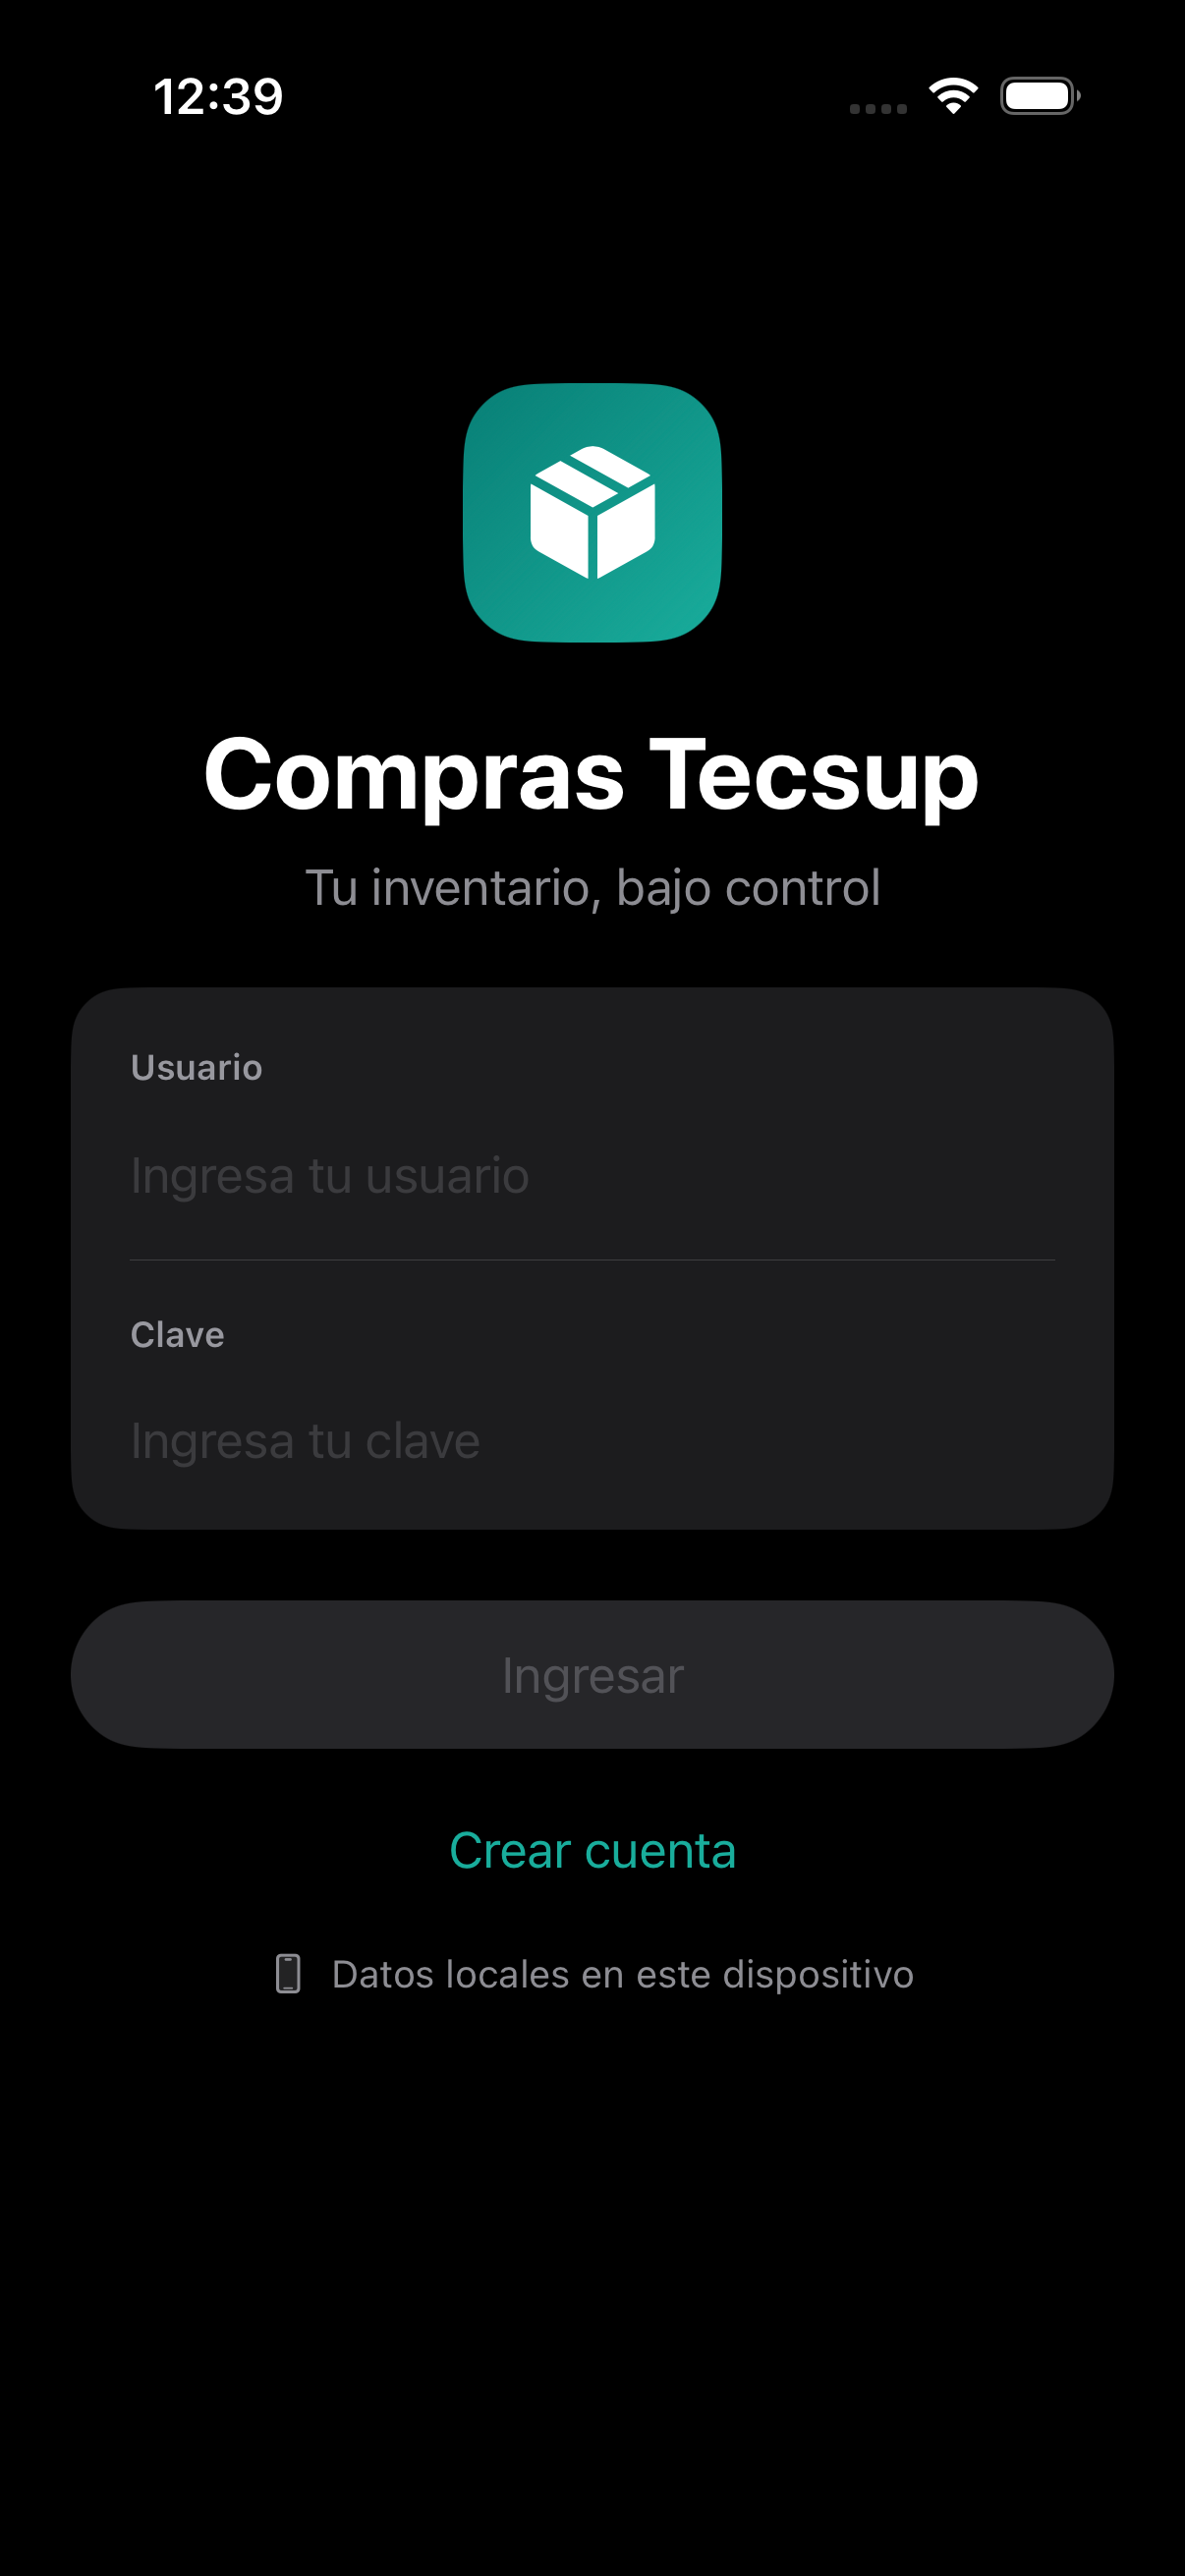 12:39
Compras Tecsup
Tu inventario, bajo control
Usuario
Ingresa tu usuario
Clave
Ingresa tu clave
Ingresar
Crear cuenta
Datos locales en este dispositivo